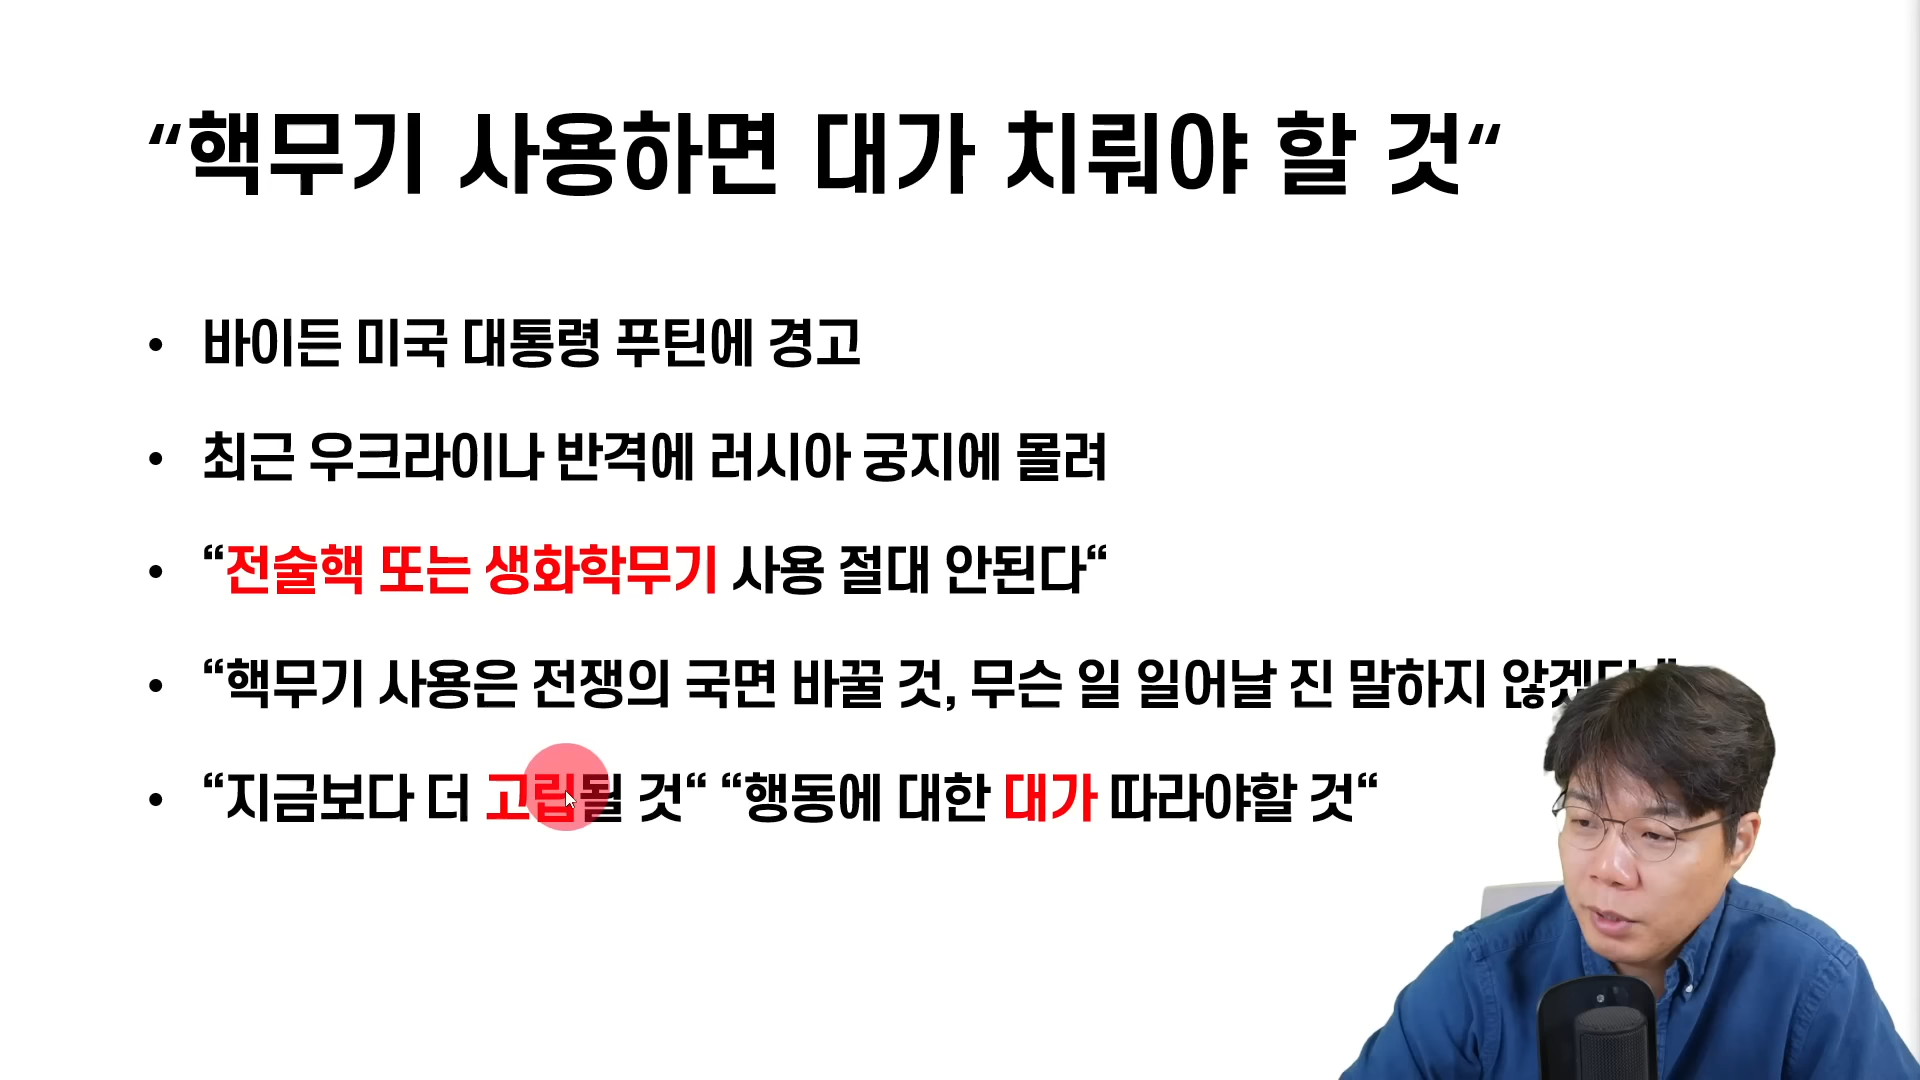 “핵무기 사용하면 대가 치뤄야 할 것“
• 바이든 미국 대통령 푸틴에 경고
• 최근 우크라이나 반격에 러시아 궁지에 몰려
• “전술핵 또는 생화학무기 사용 절대 안된다“
• “핵무기 사용은 전쟁의 국면 바꿀 것, 무슨 일 일어날 진 말하지
• “지금보다 더 고립될 것“ “행동에 대한 대가 따라야할 것“